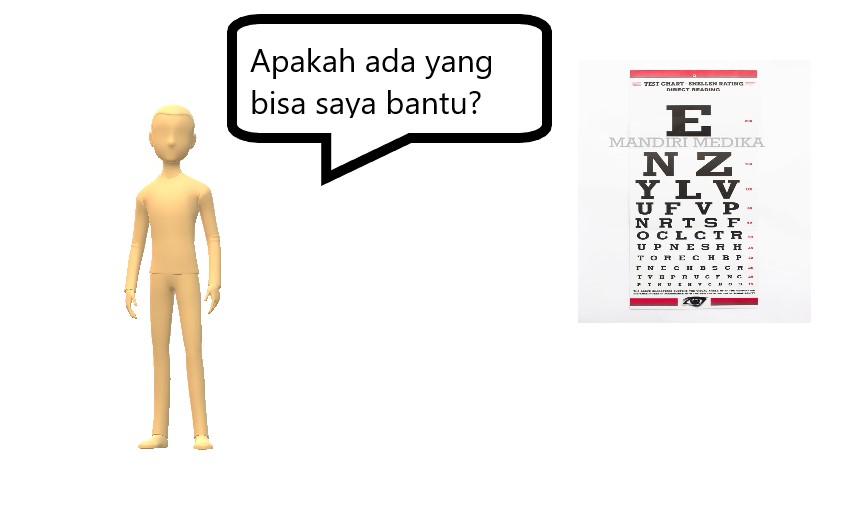 Apakah ada yang
bisa saya bantu?
TEST CHART SNELLEN RATING
DIRECT READING
E
MANDIRI MEDIKA
N Z
Y L V
U F V P
N R T S F
O C L C T R
U P N E S R H
T O R E C H B P
F N E C H B S C R
T V B P R U C F N G
P T N U E H V C B O D